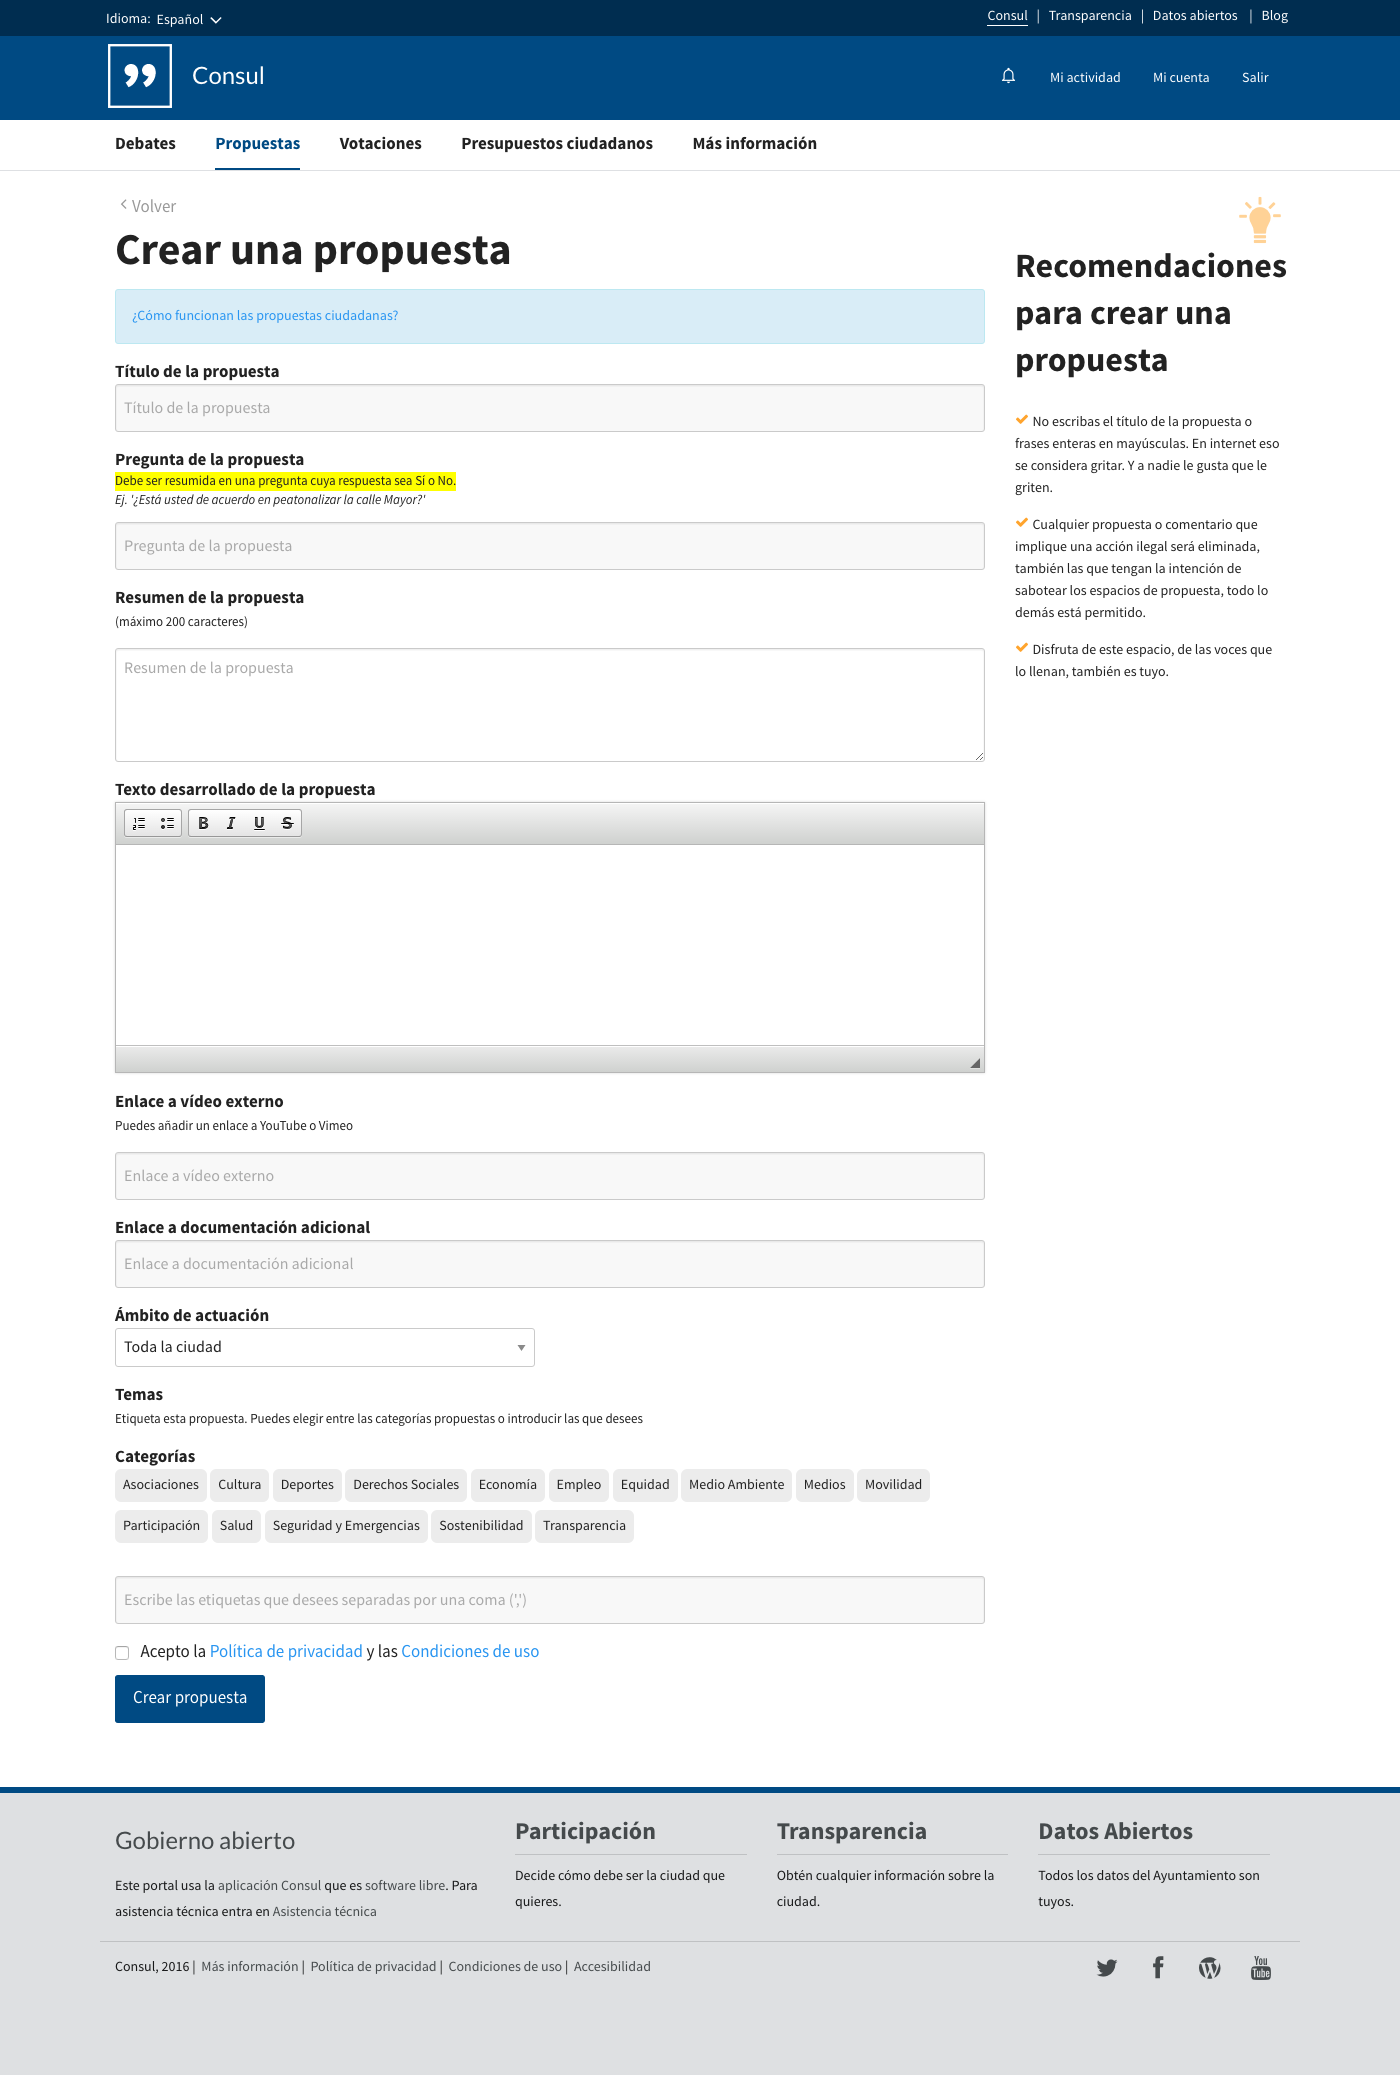 Idioma: Español
Consul | Transparencia | Datos abiertos | Blog
Consul
Mi actividad Mi cuenta Salir
Debates Propuestas Votaciones Presupuestos ciudadanos Más información
Volver
Crear una propuesta
¿Cómo funcionan las propuestas ciudadanas?
Título de la propuesta
Título de la propuesta
Pregunta de la propuesta
Debe ser resumida en una pregunta cuya respuesta sea Sí o No.
Ej. '¿Está usted de acuerdo en peatonalizar la calle Mayor?'
Pregunta de la propuesta
Resumen de la propuesta
(máximo 200 caracteres)
Resumen de la propuesta
Texto desarrollado de la propuesta
B I U S
Enlace a vídeo externo
Puedes añadir un enlace a YouTube o Vimeo
Enlace a vídeo externo
Enlace a documentación adicional
Enlace a documentación adicional
Ámbito de actuación
Toda la ciudad
Temas
Etiqueta esta propuesta. Puedes elegir entre las categorías propuestas o introducir las que desees
Categorías
Asociaciones Cultura Deportes Derechos Sociales Economía Empleo Equidad Medio Ambiente Medios Movilidad
Participación Salud Seguridad y Emergencias Sostenibilidad Transparencia
Escribe las etiquetas que desees separadas por una coma (',')
Acepto la Política de privacidad y las Condiciones de uso
Crear propuesta
Recomendaciones
para crear una
propuesta
No escribas el título de la propuesta o
frases enteras en mayúsculas. En internet eso
se considera gritar. Y a nadie le gusta que le
griten.
Cualquier propuesta o comentario que
implique una acción ilegal será eliminada,
también las que tengan la intención de
sabotear los espacios de propuesta, todo lo
demás está permitido.
Disfruta de este espacio, de las voces que
lo llenan, también es tuyo.
Gobierno abierto
Este portal usa la aplicación Consul que es software libre. Para
asistencia técnica entra en Asistencia técnica
Participación
Decide cómo debe ser la ciudad que
quieres.
Transparencia
Obtén cualquier información sobre la
ciudad.
Datos Abiertos
Todos los datos del Ayuntamiento son
tuyos.
Consul, 2016 | Más información | Política de privacidad | Condiciones de uso | Accesibilidad
You
Tube